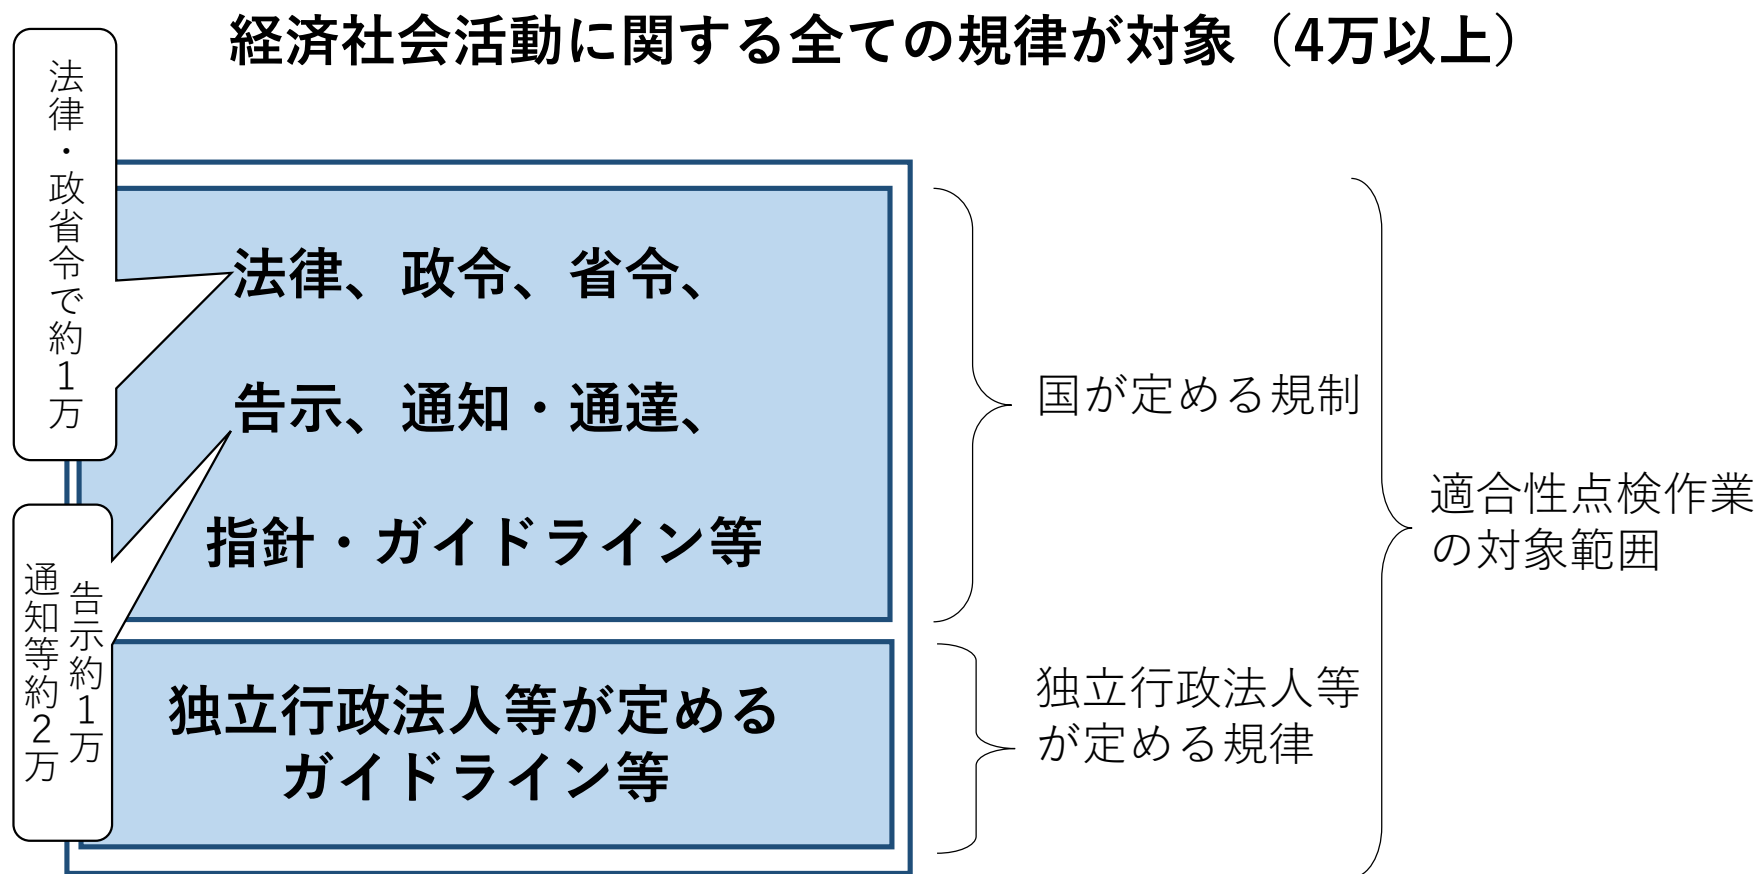 経済社会活動に関する全ての規律が対象（4万以上）
法律・政省令で約1万
法律、政令、省令、
告示、通知・通達、
指針・ガイドライン等
告示約1万
通知等約2万
独立行政法人等が定める
ガイドライン等
国が定める規制
独立行政法人等
が定める規律
適合性点検作業
の対象範囲